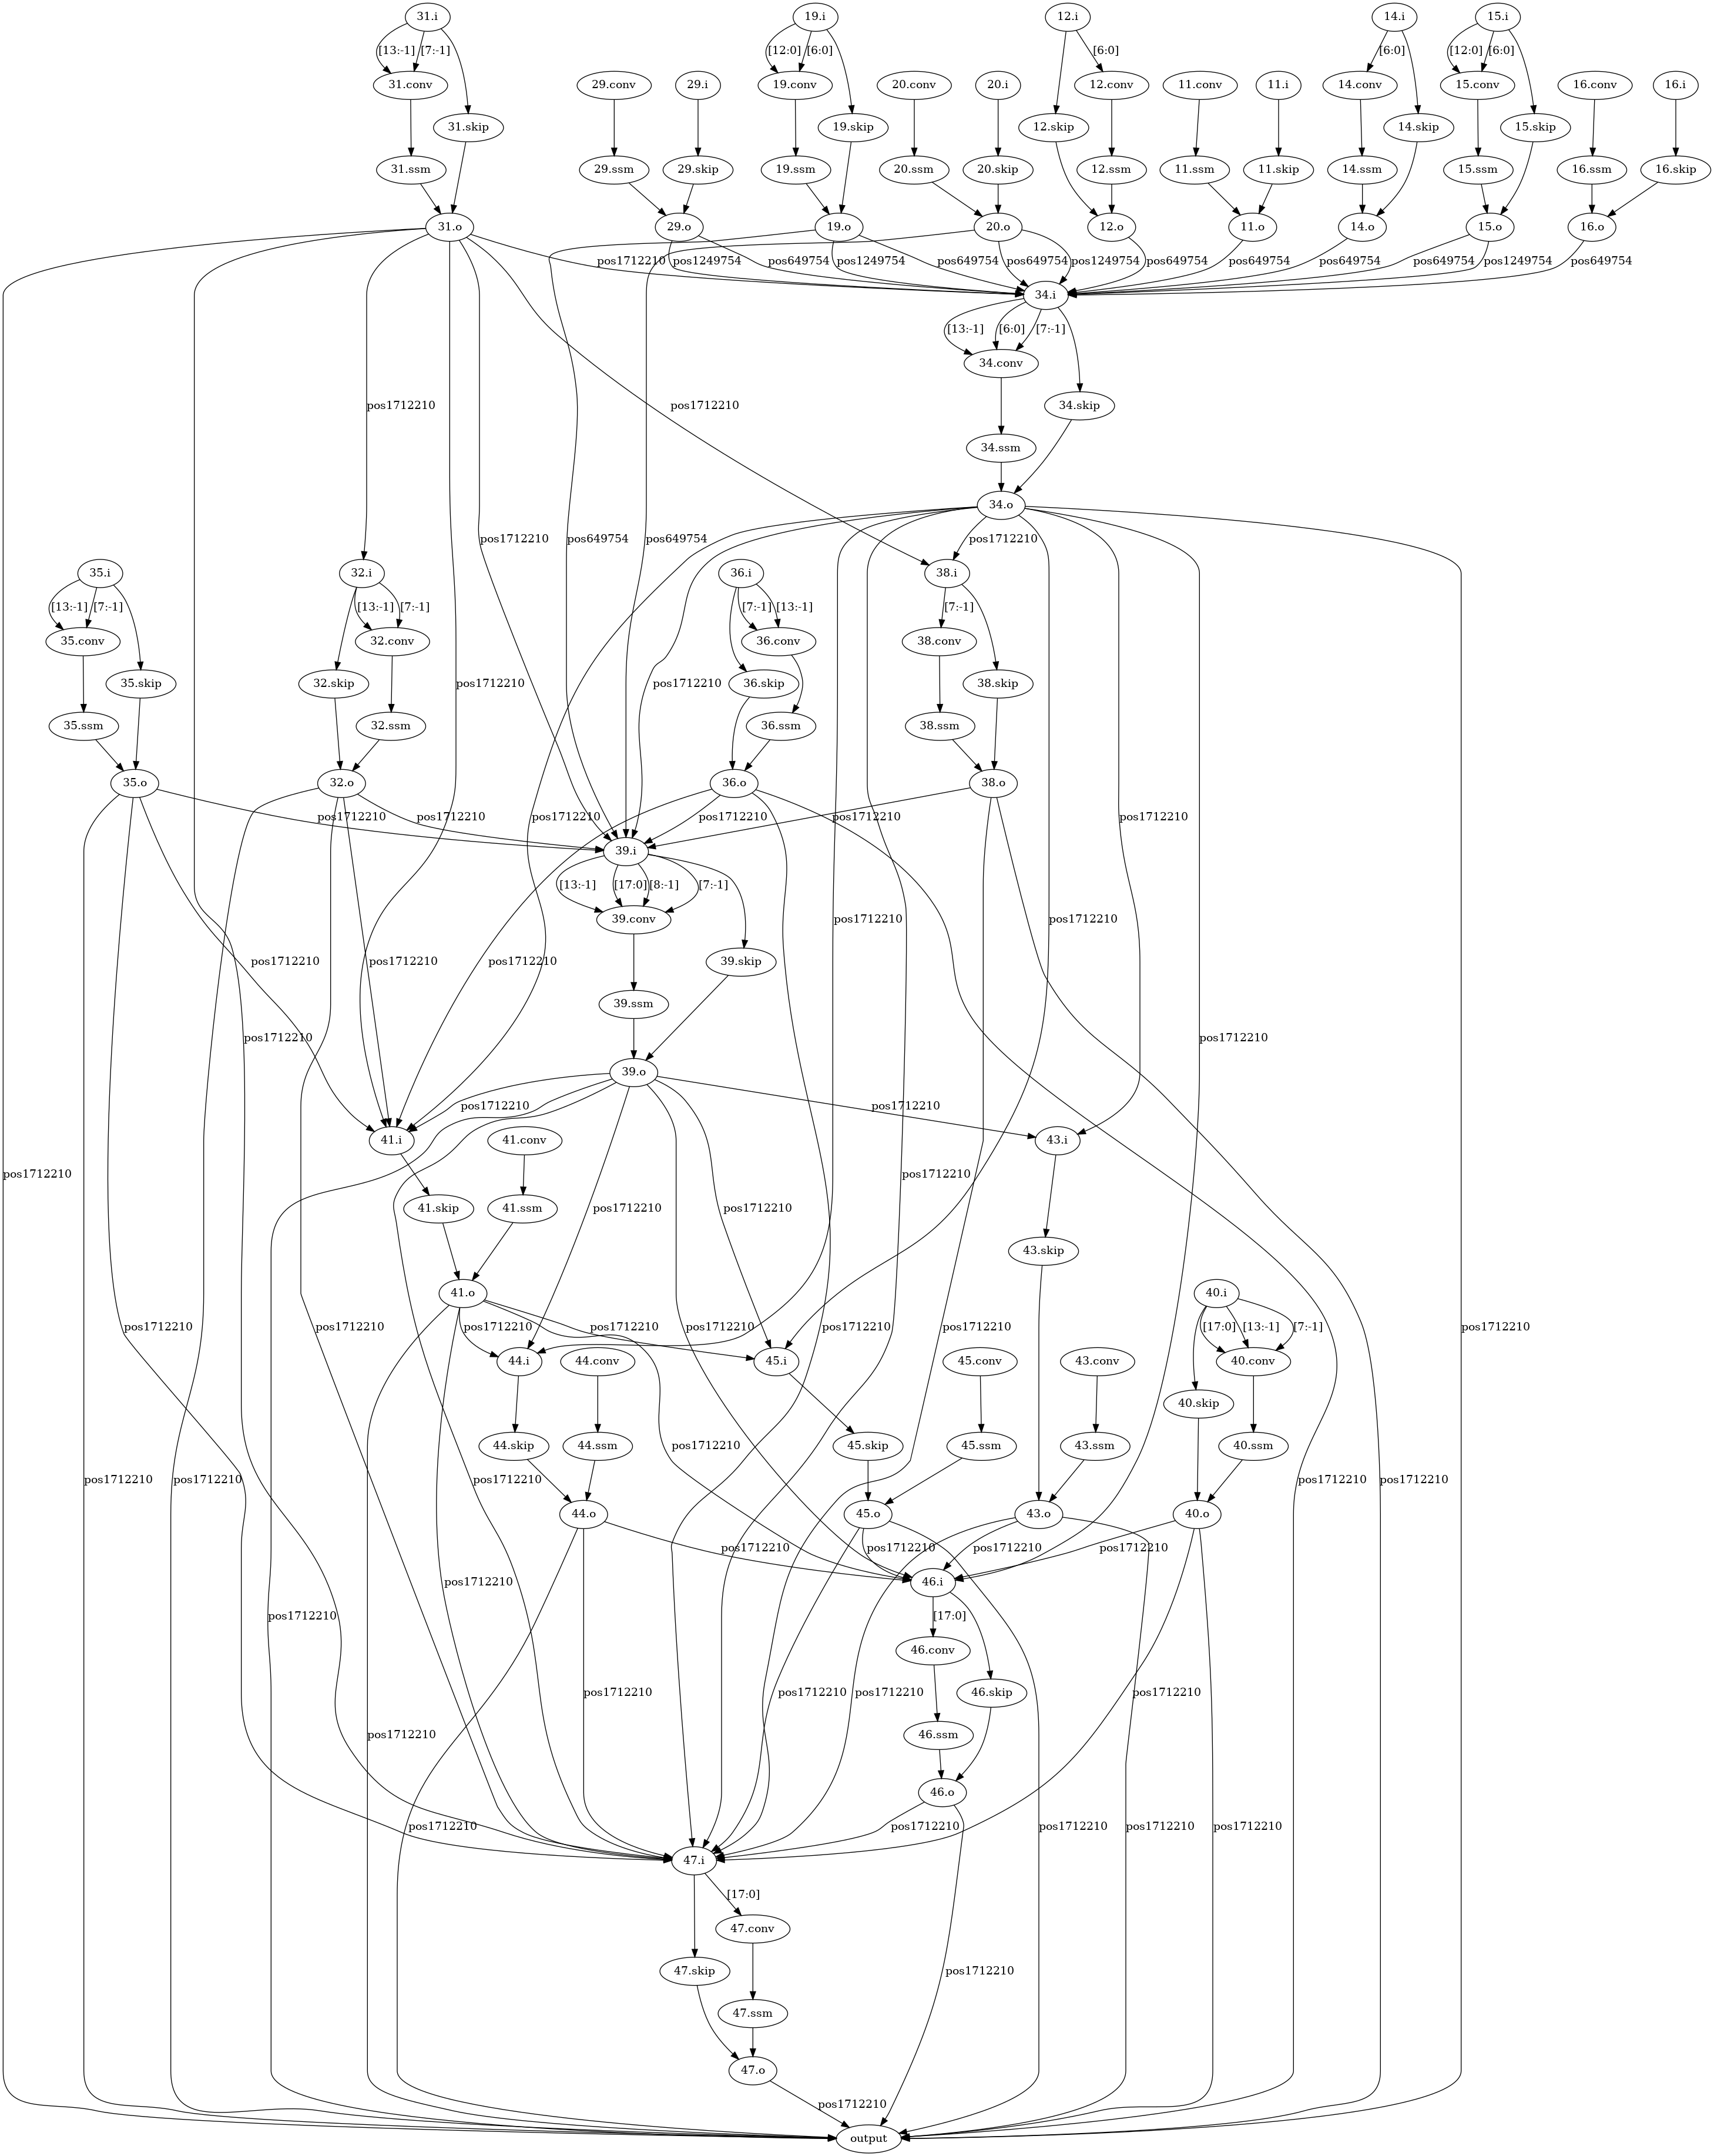 31.i
19.i
12.i
14.i
15.i
[13:-1]
[7:-1]
[12:0]
[6:0]
[6:0]
[6:0]
[12:0]
[6:0]
31.conv
29.conv
29.i
19.conv
20.conv
20.i
12.conv
11.conv
11.i
14.conv
15.conv
16.conv
16.i
31.skip
19.skip
12.skip
14.skip
15.skip
31.ssm
29.ssm
29.skip
19.ssm
20.ssm
20.skip
12.ssm
11.ssm
11.skip
14.ssm
15.ssm
16.ssm
16.skip
31.o
29.o
19.o
20.o
12.o
11.o
14.o
15.o
16.o
pos1712210
pos1249754
pos649754
pos1249754
pos649754
pos649754
pos1249754
pos649754
pos649754
pos649754
pos649754
pos1249754
pos649754
34.i
[13:-1]
[6:0]
[7:-1]
34.conv
pos1712210
pos1712210
34.skip
34.ssm
34.o
pos1712210
pos649754
pos649754
pos1712210
35.i
32.i
36.i
38.i
[13:-1]
[7:-1]
[13:-1]
[7:-1]
[7:-1]
[13:-1]
[7:-1]
35.conv
32.conv
36.conv
38.conv
35.skip
32.skip
pos1712210
pos1712210
36.skip
38.skip
35.ssm
32.ssm
36.ssm
38.ssm
35.o
32.o
36.o
38.o
pos1712210
pos1712210
pos1712210
pos1712210
pos1712210
pos1712210
39.i
[13:-1]
[17:0]
[8:-1]
[7:-1]
39.conv
pos1712210
pos1712210
pos1712210
pos1712210
pos1712210
39.skip
39.ssm
pos1712210
pos1712210
39.o
pos1712210
pos1712210
41.i
41.conv
43.i
pos1712210
pos1712210
41.skip
41.ssm
pos1712210
pos1712210
43.skip
41.o
40.i
pos1712210
pos1712210
pos1712210
pos1712210
pos1712210
pos1712210
pos1712210
[17:0]
[13:-1]
[7:-1]
pos1712210
44.i
44.conv
45.i
45.conv
43.conv
40.conv
40.skip
44.skip
44.ssm
pos1712210
45.skip
45.ssm
43.ssm
40.ssm
pos1712210
pos1712210
pos1712210
pos1712210
pos1712210
44.o
45.o
43.o
40.o
pos1712210
pos1712210
pos1712210
pos1712210
pos1712210
46.i
pos1712210
[17:0]
46.conv
pos1712210
pos1712210
pos1712210
46.skip
pos1712210
pos1712210
46.ssm
46.o
pos1712210
pos1712210
pos1712210
pos1712210
pos1712210
47.i
[17:0]
47.conv
47.skip
pos1712210
47.ssm
47.o
pos1712210
output